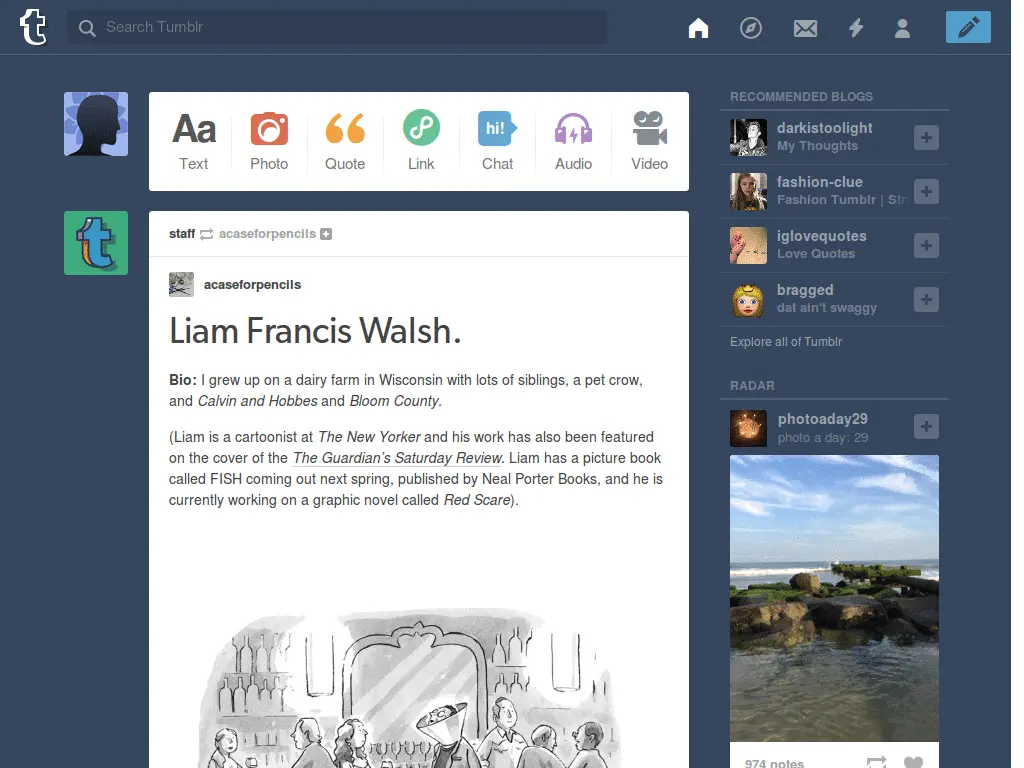 Search Tumblr
Aa
Text
Photo
Quote
Link
hi!
Chat
Audio
Video
staff acaseforpencils
acaseforpencils
Liam Francis Walsh.
Bio: I grew up on a dairy farm in Wisconsin with lots of siblings, a pet crow,
and Calvin and Hobbes and Bloom County.
(Liam is a cartoonist at The New Yorker and his work has also been featured
on the cover of the The Guardian's Saturday Review. Liam has a picture book
called FISH coming out next spring, published by Neal Porter Books, and he is
currently working on a graphic novel called Red Scare).
RECOMMENDED BLOGS
darkistoolight
My Thoughts
fashion-clue
Fashion Tumblr |
iglovequotes
Love Quotes
bragged
dat ain't swaggy
Explore all of Tumblr
RADAR
photoaday29
photo a day: 29
974 notes